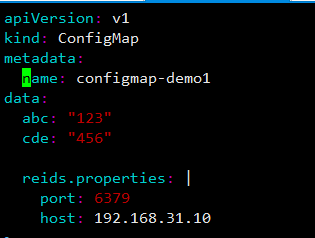 apiVersion: v1
kind: ConfigMap
metadata:
  name: configmap-demo1
data:
  abc: "123"
  cde: "456"

  reids.properties: |
    port: 6379
    host: 192.168.31.10